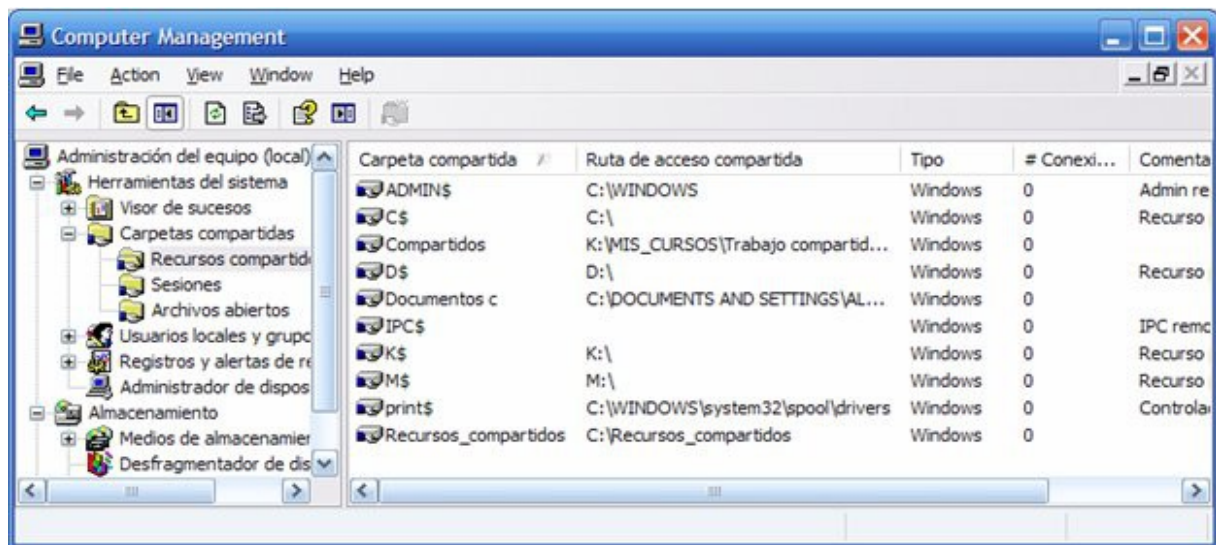 Computer Management
File Action View Window Help
Administración del equipo (local)
Herramientas del sistema
Visor de sucesos
Carpetas compartidas
Recursos compartid
Sesiones
Archivos abiertos
Usuarios locales y grupo
Registros y alertas de re
Administrador de dispos
Almacenamiento
Medios de almacenamier
Desfragmentador de dis
Carpeta compartida Ruta de acceso compartida Tipo # Conexi... Comenta
ADMIN$ C:\WINDOWS Windows 0 Admin re
C$ C:\ Windows 0 Recurso
Compartidos K:\MIS_CURSOS\Trabajo compartid... Windows 0
D$ D:\ Windows 0 Recurso
Documentos c C:\DOCUMENTS AND SETTINGS\AL... Windows 0
IPC$ Windows 0 IPC remo
K$ K:\ Windows 0 Recurso
M$ M:\ Windows 0 Recurso
print$ C:\WINDOWS\system32\spool\drivers Windows 0 Controla
Recursos_compartidos C:\Recursos_compartidos Windows 0